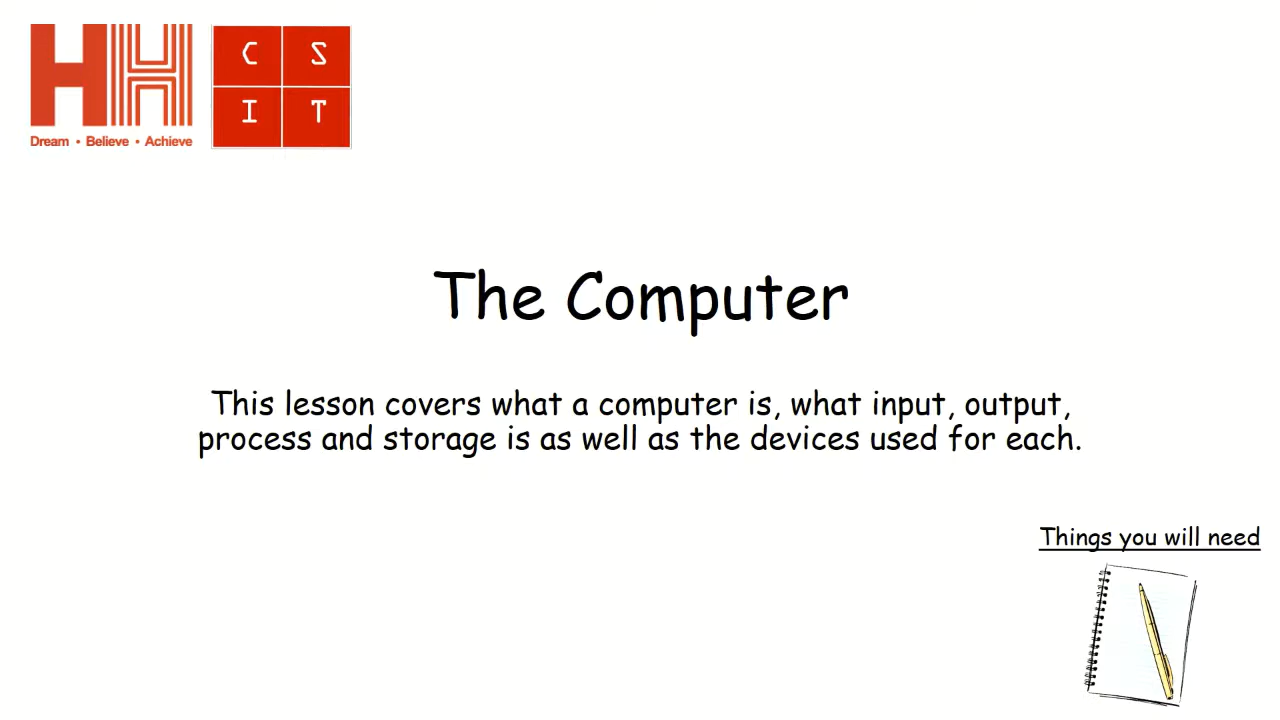 Dream • Believe • Achieve
C S
I T
The Computer
This lesson covers what a computer is, what input, output,
process and storage is as well as the devices used for each.
Things you will need